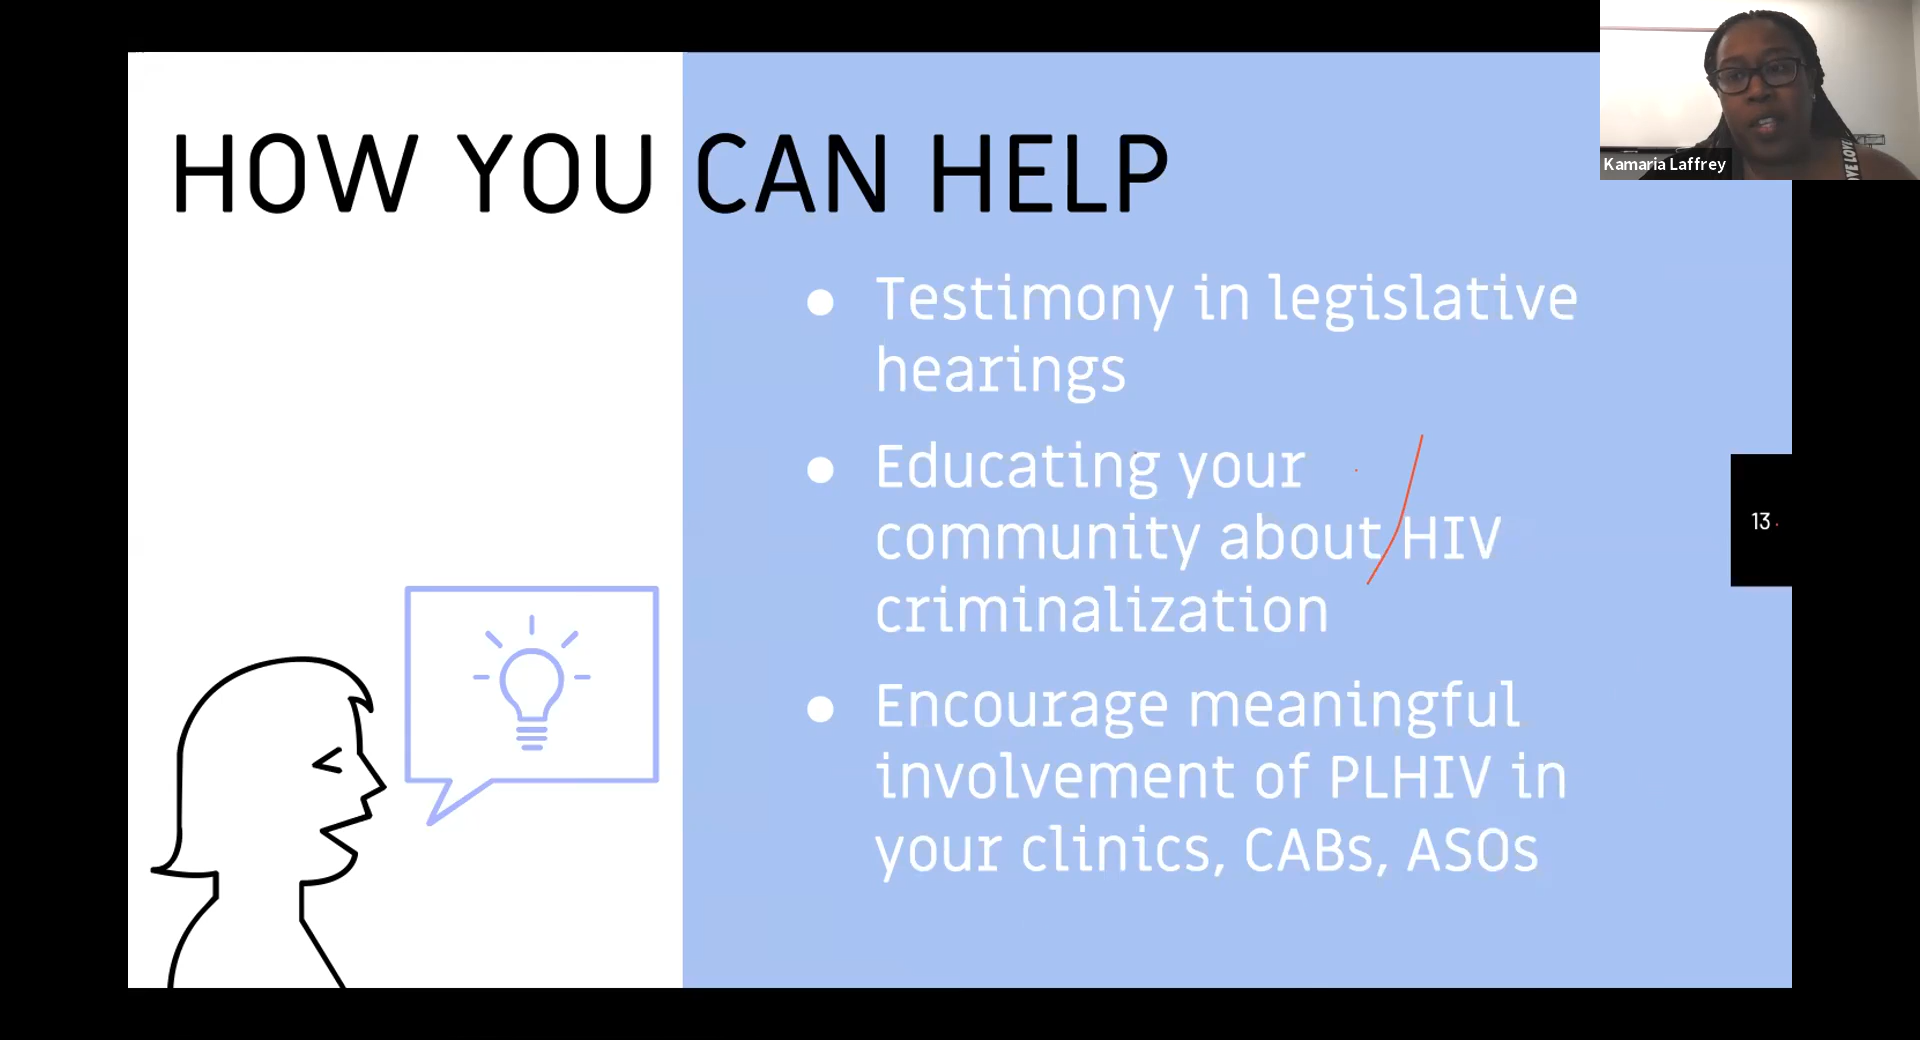 Kamaria Laffrey
HOW YOU CAN HELP
● Testimony in legislative
hearings
● Educating your
community about HIV
criminalization
● Encourage meaningful
involvement of PLHIV in
your clinics, CABs, ASOs
13